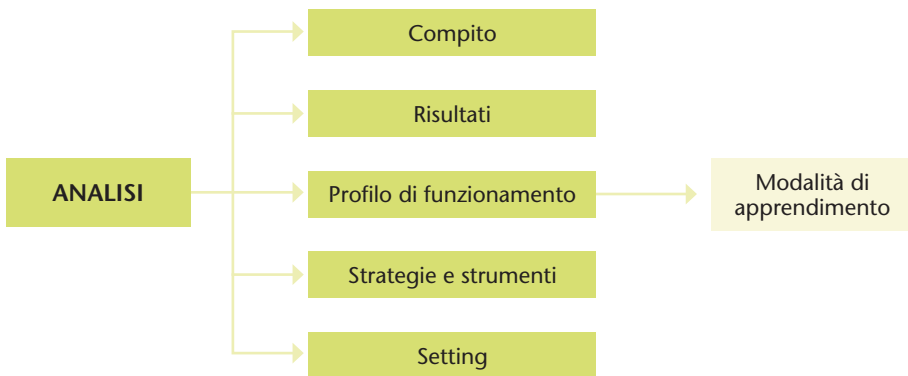 Compito
Risultati
ANALISI
Profilo di funzionamento
Modalità di
apprendimento
Strategie e strumenti
Setting